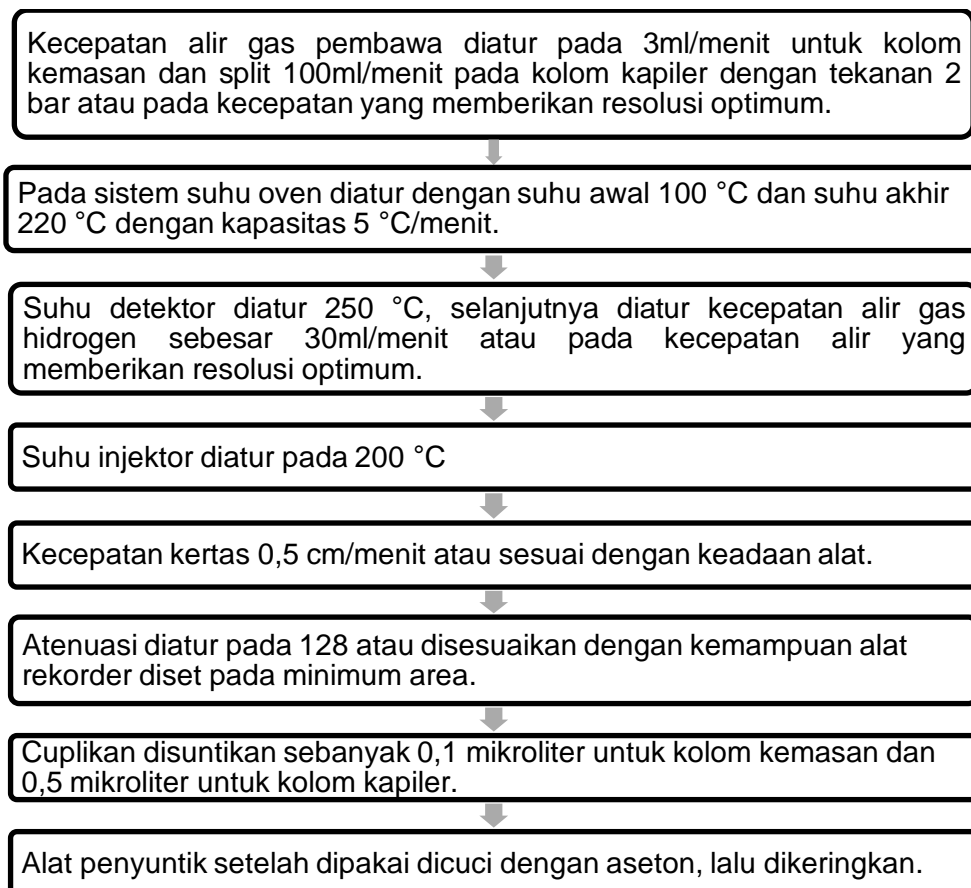 Kecepatan alir gas pembawa diatur pada 3ml/menit untuk kolom
kemasan dan split 100ml/menit pada kolom kapiler dengan tekanan 2
bar atau pada kecepatan yang memberikan resolusi optimum.
Pada sistem suhu oven diatur dengan suhu awal 100 °C dan suhu akhir
220 °C dengan kapasitas 5 °C/menit.
Suhu detektor diatur 250 °C, selanjutnya diatur kecepatan alir gas
hidrogen sebesar 30ml/menit atau pada kecepatan alir yang
memberikan resolusi optimum.
Suhu injektor diatur pada 200 °C
Kecepatan kertas 0,5 cm/menit atau sesuai dengan keadaan alat.
Atenuasi diatur pada 128 atau disesuaikan dengan kemampuan alat
rekorder diset pada minimum area.
Cuplikan disuntikan sebanyak 0,1 mikroliter untuk kolom kemasan dan
0,5 mikroliter untuk kolom kapiler.
Alat penyuntik setelah dipakai dicuci dengan aseton, lalu dikeringkan.